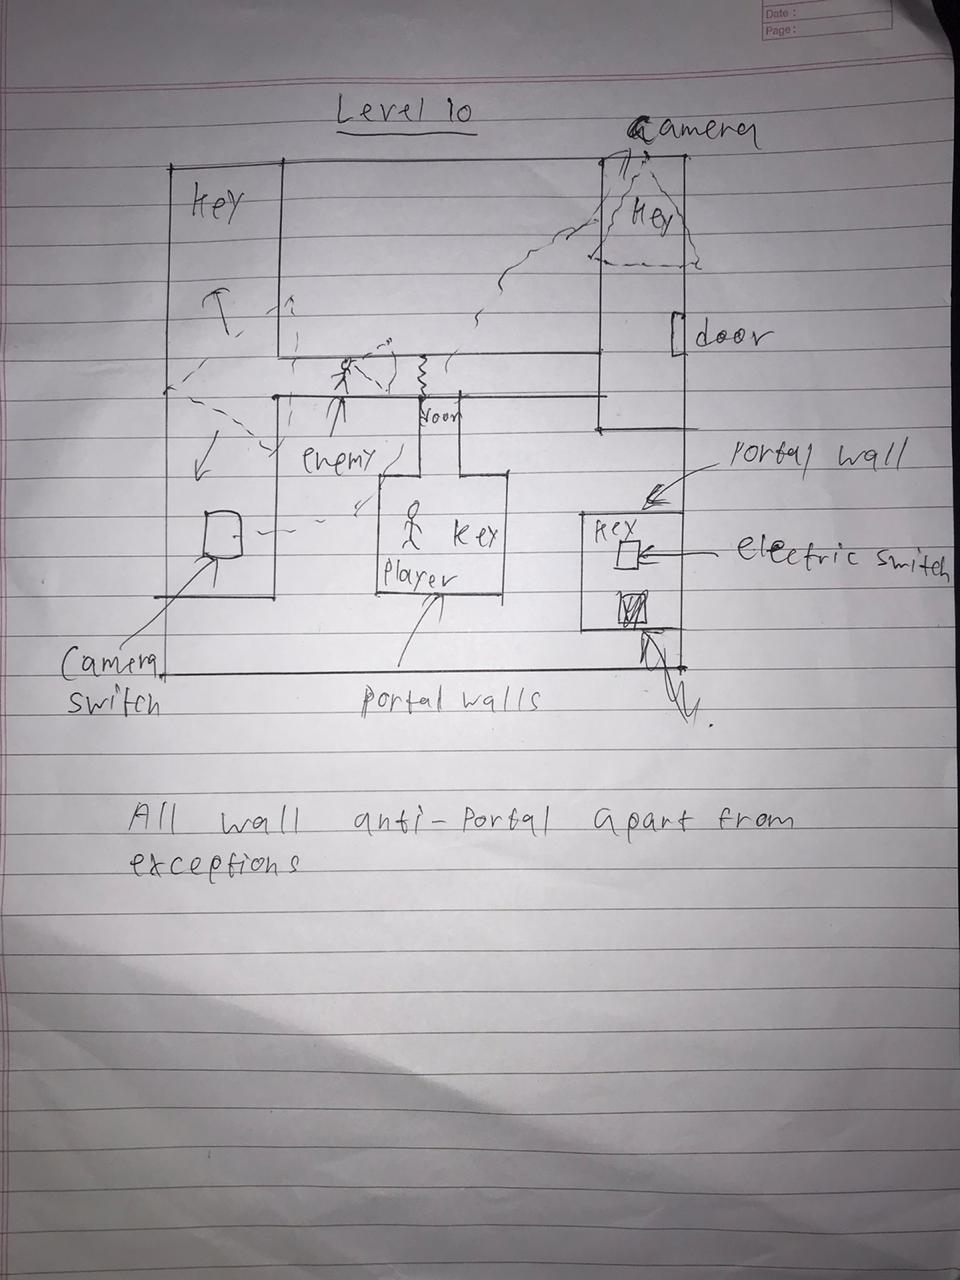 Date :
Page :
Level 10
Camera
Key
Key
door
door
enemy
Portal wall
Key
electric switch
Key
Player
Camera
switch
Portal walls
All wall anti-Portal apart from
exceptions